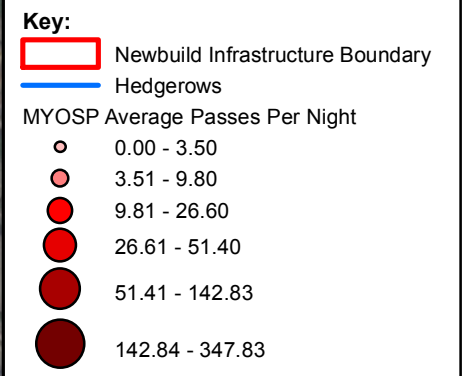 Key:
Newbuild Infrastructure Boundary
Hedgerows
MYOSP Average Passes Per Night
0.00 - 3.50
3.51 - 9.80
9.81 - 26.60
26.61 - 51.40
51.41 - 142.83
142.84 - 347.83